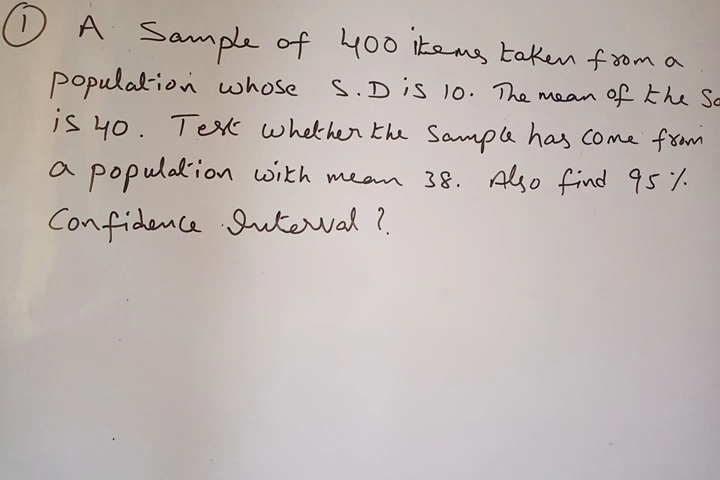 ① A Sample of 400 items taken from a
population whose S.D is 10. The mean of the Sa
is 40. Test whether the Sample has come from
a population with mean 38. Also find 95%
Confidence Interval?